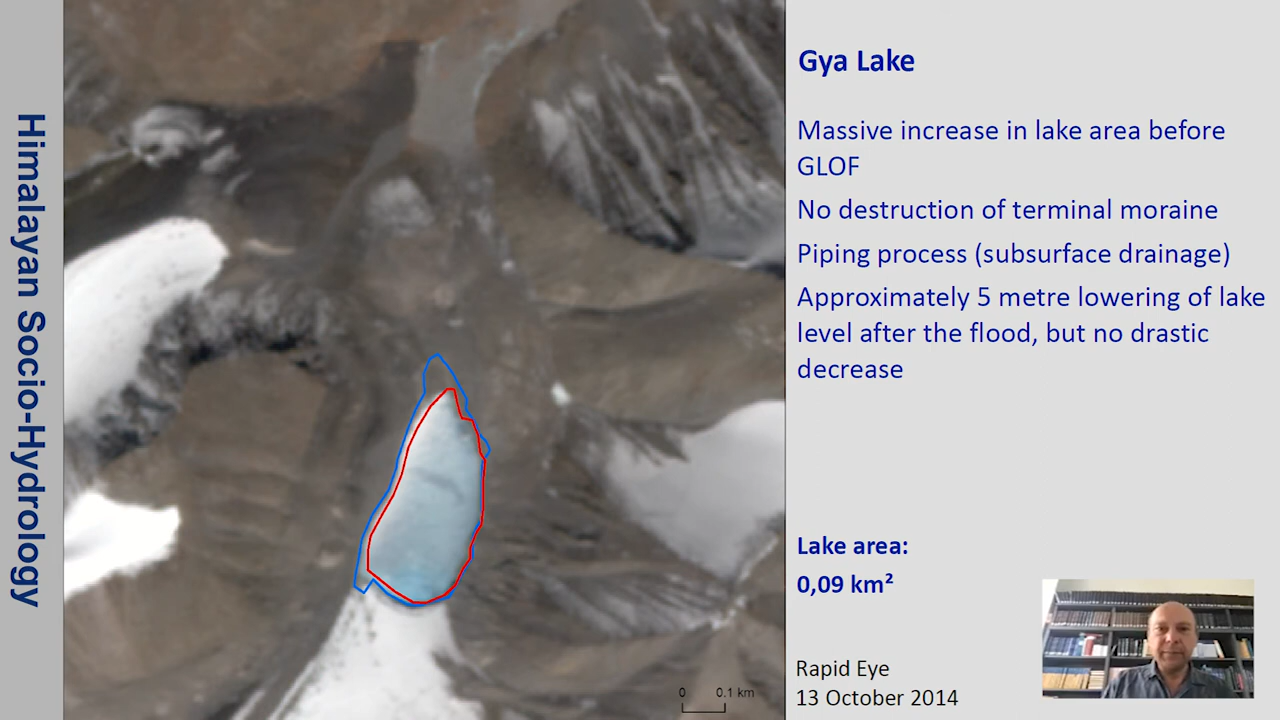 Himalayan Socio-Hydrology
Gya Lake
Massive increase in lake area before
GLOF
No destruction of terminal moraine
Piping process (subsurface drainage)
Approximately 5 metre lowering of lake
level after the flood, but no drastic
decrease
Lake area:
0,09 km²
Rapid Eye
13 October 2014
0 0.1 km